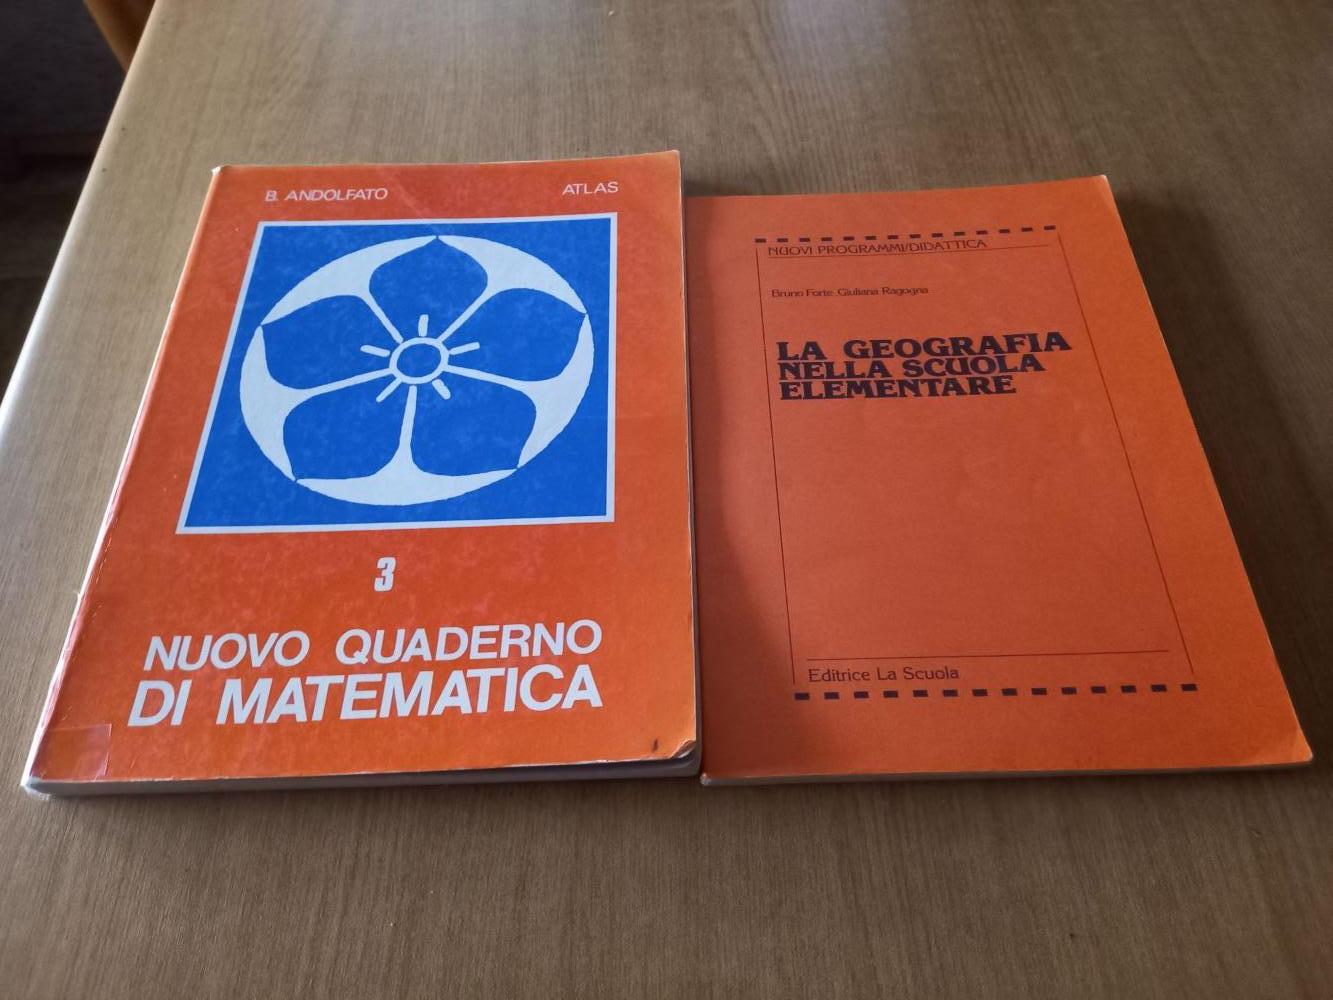 B. ANDOLFATO
ATLAS
3
NUOVO QUADERNO
DI MATEMATICA
NUOVI PROGRAMMI/DIDATTICA
Bruno Forte Giuliana Ragogna
LA GEOGRAFIA
NELLA SCUOLA
ELEMENTARE
Editrice La Scuola